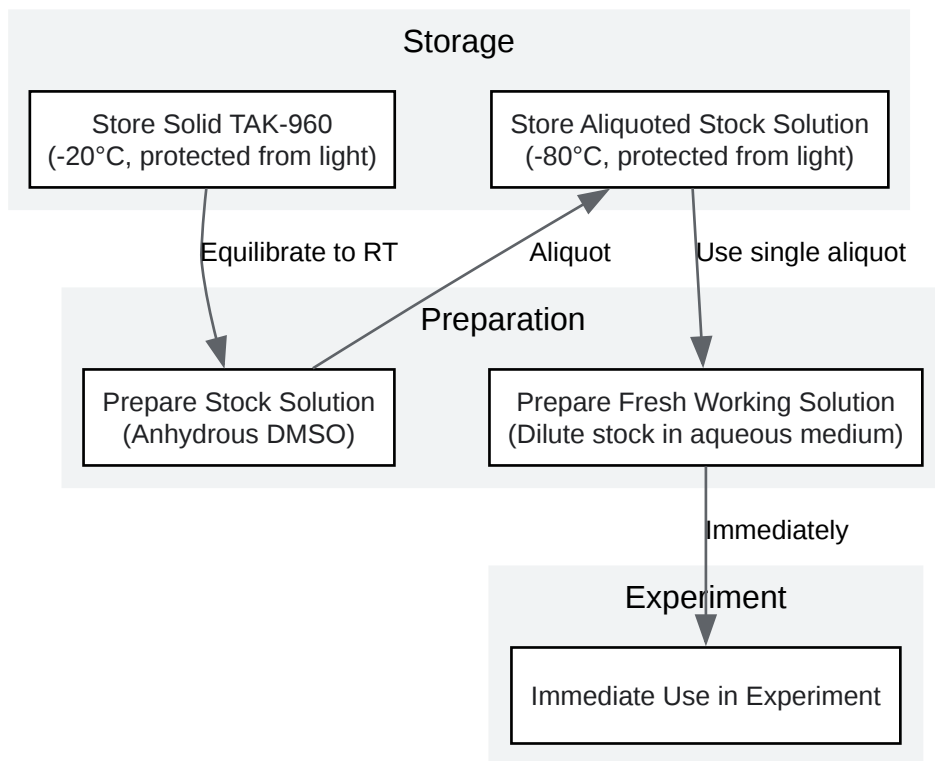 Storage
Store Solid TAK-960
(-20°C, protected from light)
Store Aliquoted Stock Solution
(-80°C, protected from light)
Equilibrate to RT
Aliquot
Use single aliquot
Preparation
Prepare Stock Solution
(Anhydrous DMSO)
Prepare Fresh Working Solution
(Dilute stock in aqueous medium)
Immediately
Experiment
Immediate Use in Experiment